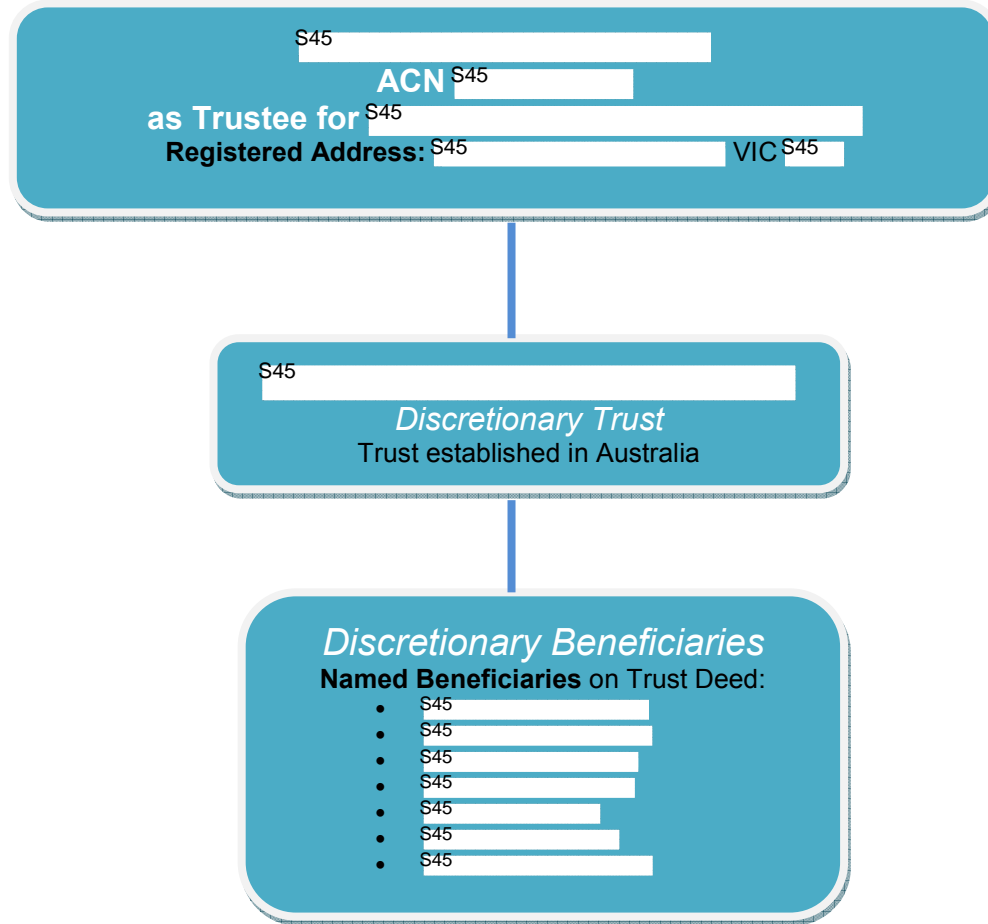 S45
ACN S45
as Trustee for S45
Registered Address: S45 VIC S45
S45
Discretionary Trust
Trust established in Australia
Discretionary Beneficiaries
Named Beneficiaries on Trust Deed:
• S45
• S45
• S45
• S45
• S45
• S45
• S45